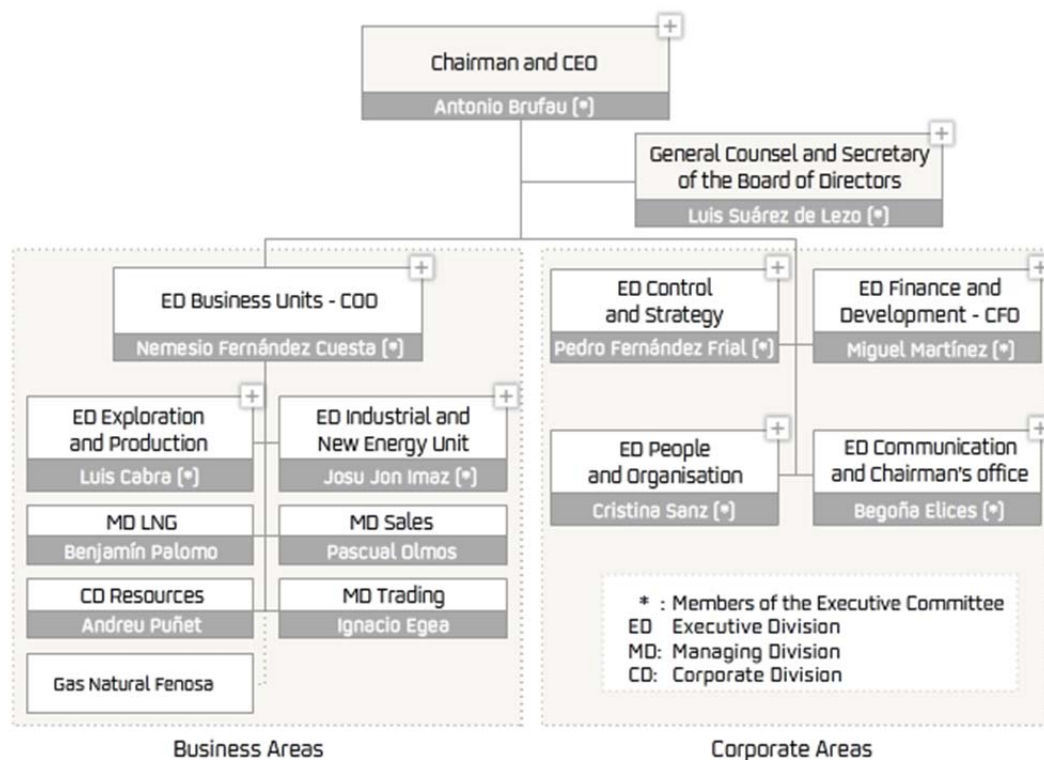 Chairman and CEO
Antonio Brufau (*)
General Counsel and Secretary
of the Board of Directors
Luis Suárez de Lezo (*)
ED Business Units - COO
Nemesio Fernández Cuesta (*)
ED Exploration
and Production
Luis Cabra (*)
ED Industrial and
New Energy Unit
Josu Jon Imaz (*)
MD LNG
Benjamín Palomo
MD Sales
Pascual Olmos
CD Resources
Andreu Puñet
MD Trading
Ignacio Egea
Gas Natural Fenosa
Business Areas
ED Control
and Strategy
Pedro Fernández Frial (*)
ED Finance and
Development - CFO
Miguel Martínez (*)
ED People
and Organisation
Cristina Sanz (*)
ED Communication
and Chairman's office
Begoña Elices (*)
* : Members of the Executive Committee
ED Executive Division
MD: Managing Division
CD: Corporate Division
Corporate Areas